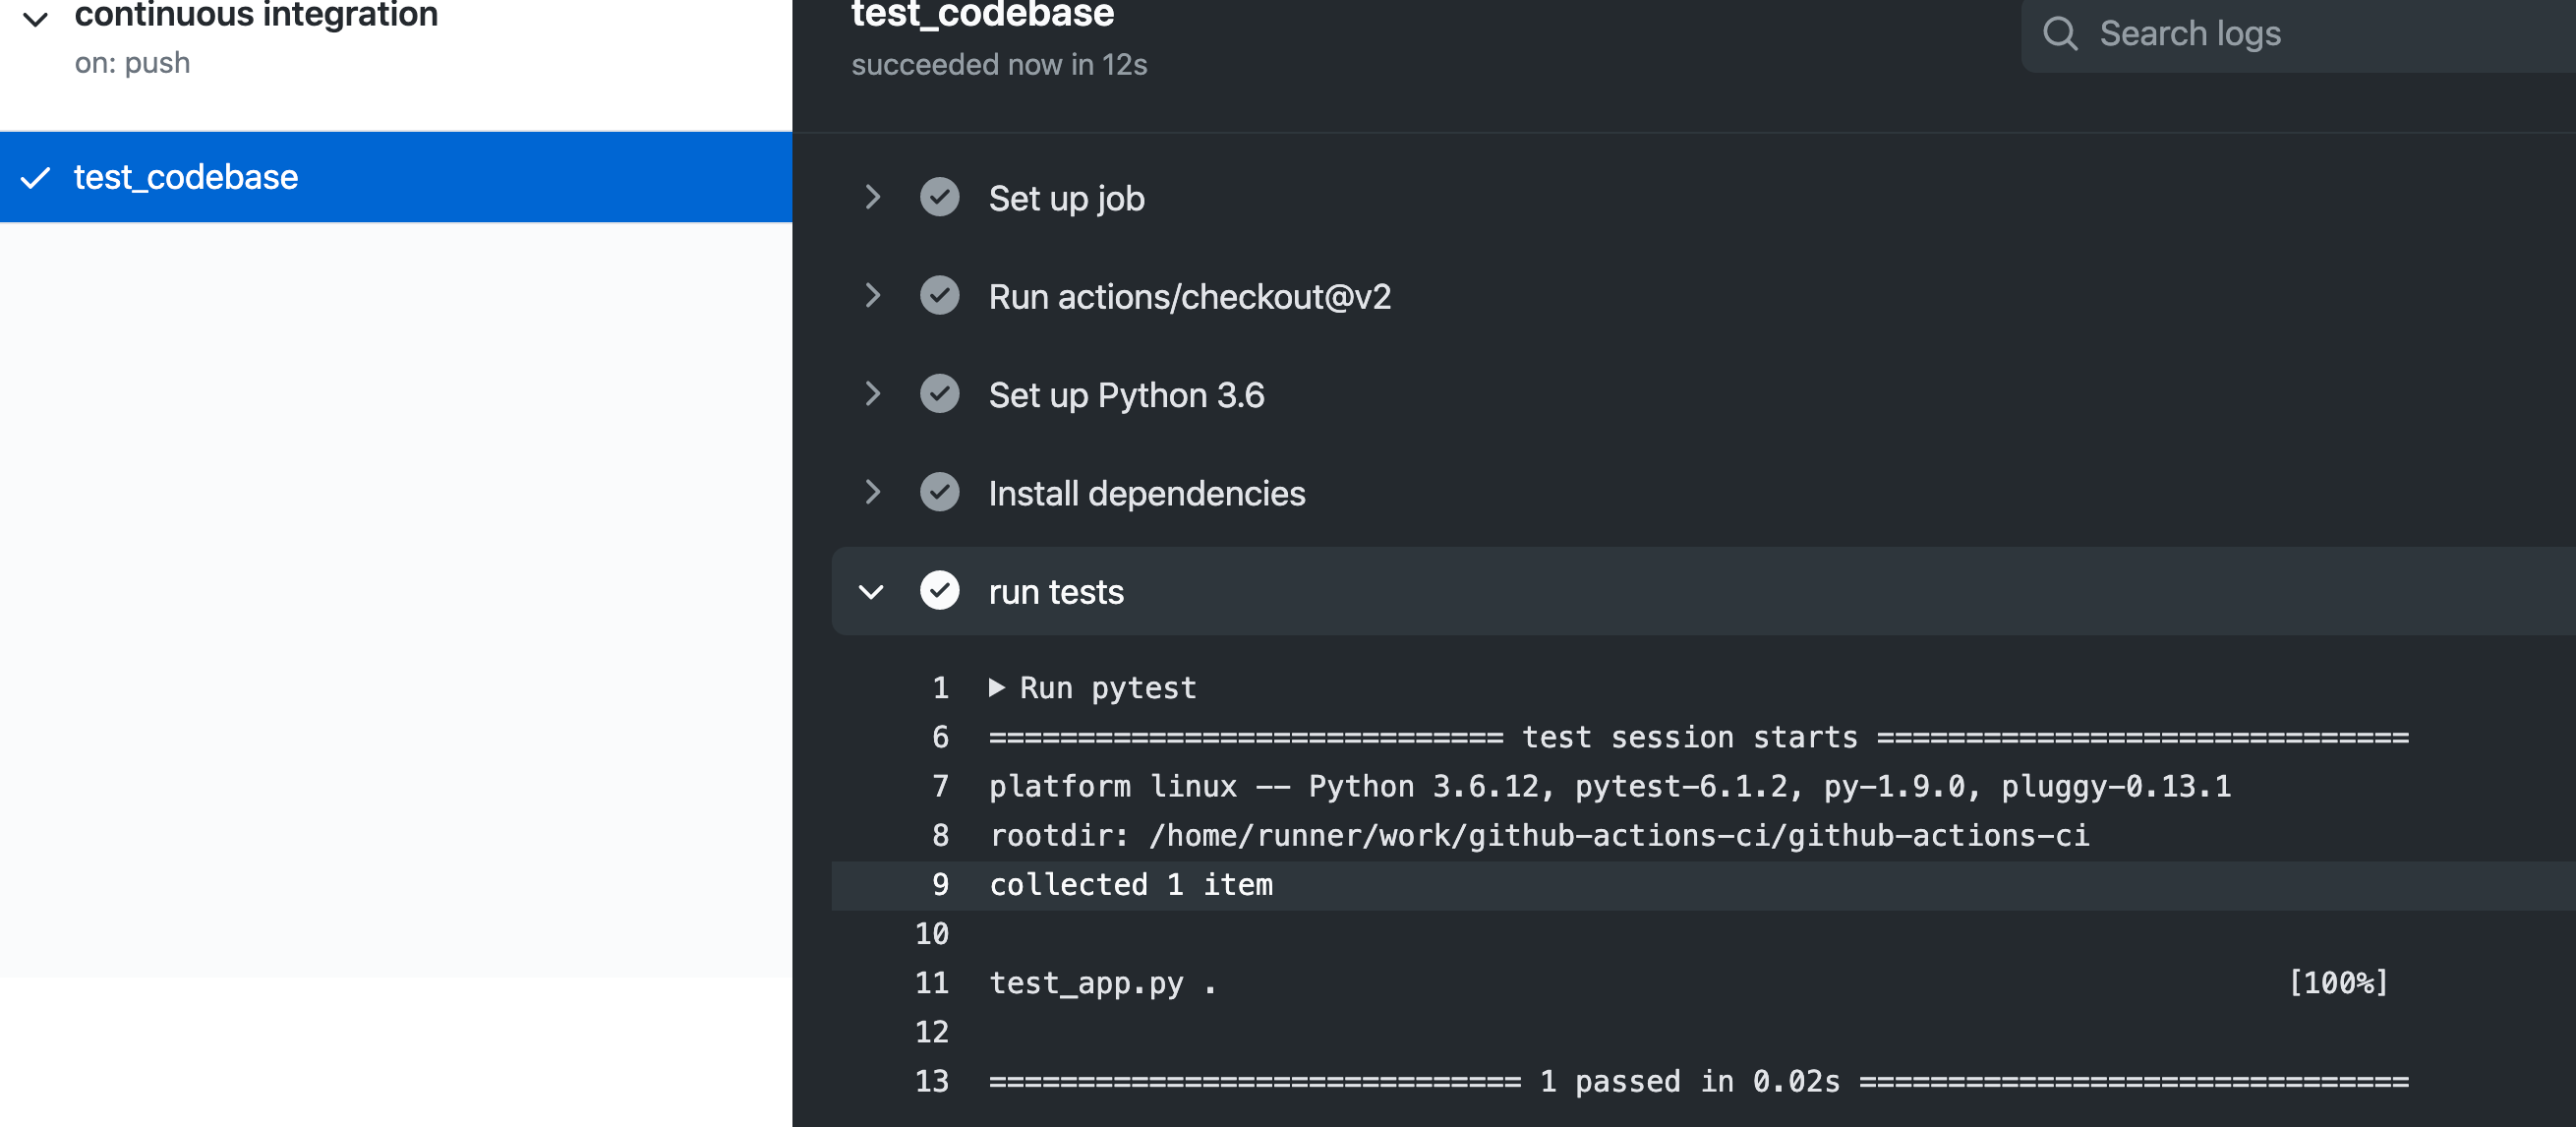 continuous integration
on: push
test_codebase
test_codebase
succeeded now in 12s
Search logs
Set up job
Run actions/checkout@v2
Set up Python 3.6
Install dependencies
run tests
1 ▶ Run pytest
6 ============================= test session starts ==============================
7 platform linux -- Python 3.6.12, pytest-6.1.2, py-1.9.0, pluggy-0.13.1
8 rootdir: /home/runner/work/github-actions-ci/github-actions-ci
9 collected 1 item
10
11 test_app.py . [100%]
12
13 ============================== 1 passed in 0.02s ===============================